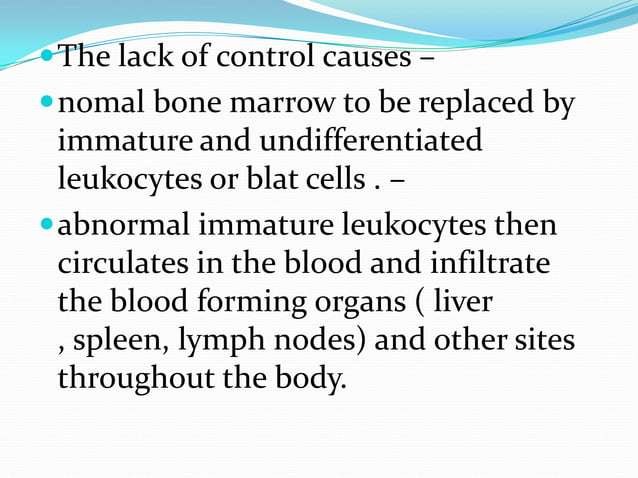 The lack of control causes –
nomal bone marrow to be replaced by
immature and undifferentiated
leukocytes or blat cells . –
abnormal immature leukocytes then
circulates in the blood and infiltrate
the blood forming organs ( liver
, spleen, lymph nodes) and other sites
throughout the body.